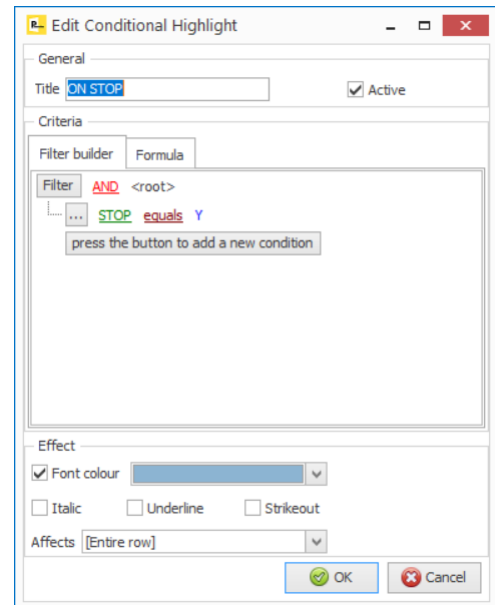 Edit Conditional Highlight
General
Title ON STOP Active
Criteria
Filter builder Formula
Filter AND <root>
... STOP equals Y
press the button to add a new condition
Effect
Font colour
Italic Underline Strikeout
Affects [Entire row]
OK Cancel